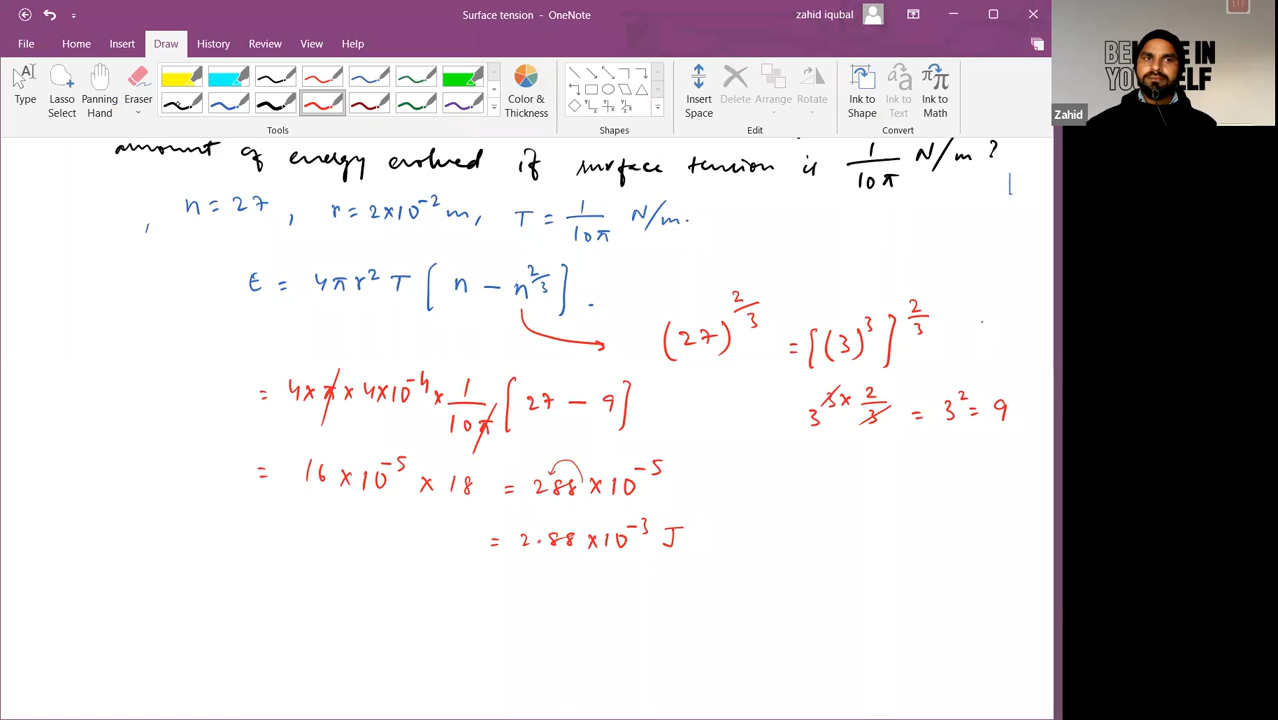 Surface tension - OneNote
zahid iqubal
File Home Insert Draw History Review View Help
Type
Lasso Select
Panning Hand
Eraser
Color & Thickness
Insert Space
Delete
Arrange
Rotate
Ink to Shape
Ink to Text
Ink to Math
Tools
Shapes
Edit
Convert
BELIEVE IN
YOURSELF
Zahid
amount of energy evolved if surface tension is 1/10π N/m ?
n = 27 , r = 2×10⁻² m, T = 1/10π N/m.
E = 4πr² T [ n − n^2/3 ] .
(27)^2/3 = [(3)³]^2/3
= 4×π×4×10⁻⁴ × 1/10π [ 27 − 9 ]
3^3×2/3 = 3² = 9
= 16 × 10⁻⁵ × 18 = 288 × 10⁻⁵
= 2.88 × 10⁻³ J